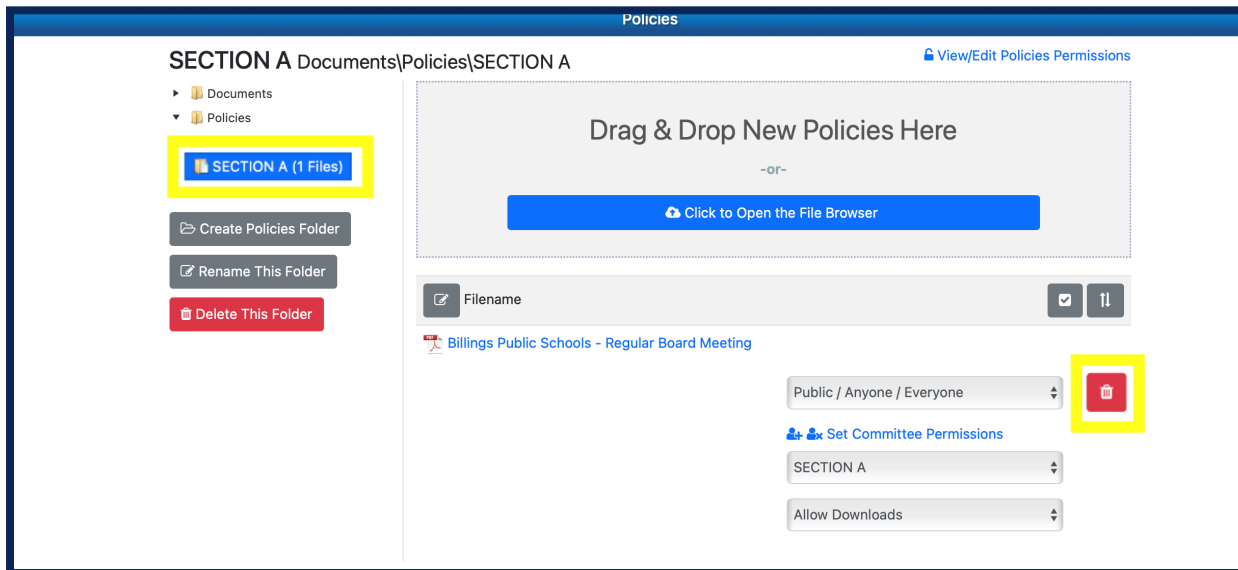 Policies
SECTION A Documents\Policies\SECTION A
View/Edit Policies Permissions
Documents
Policies
SECTION A (1 Files)
Create Policies Folder
Rename This Folder
Delete This Folder
Drag & Drop New Policies Here
-or-
Click to Open the File Browser
Filename
PDF
Billings Public Schools - Regular Board Meeting
Public / Anyone / Everyone
Set Committee Permissions
SECTION A
Allow Downloads